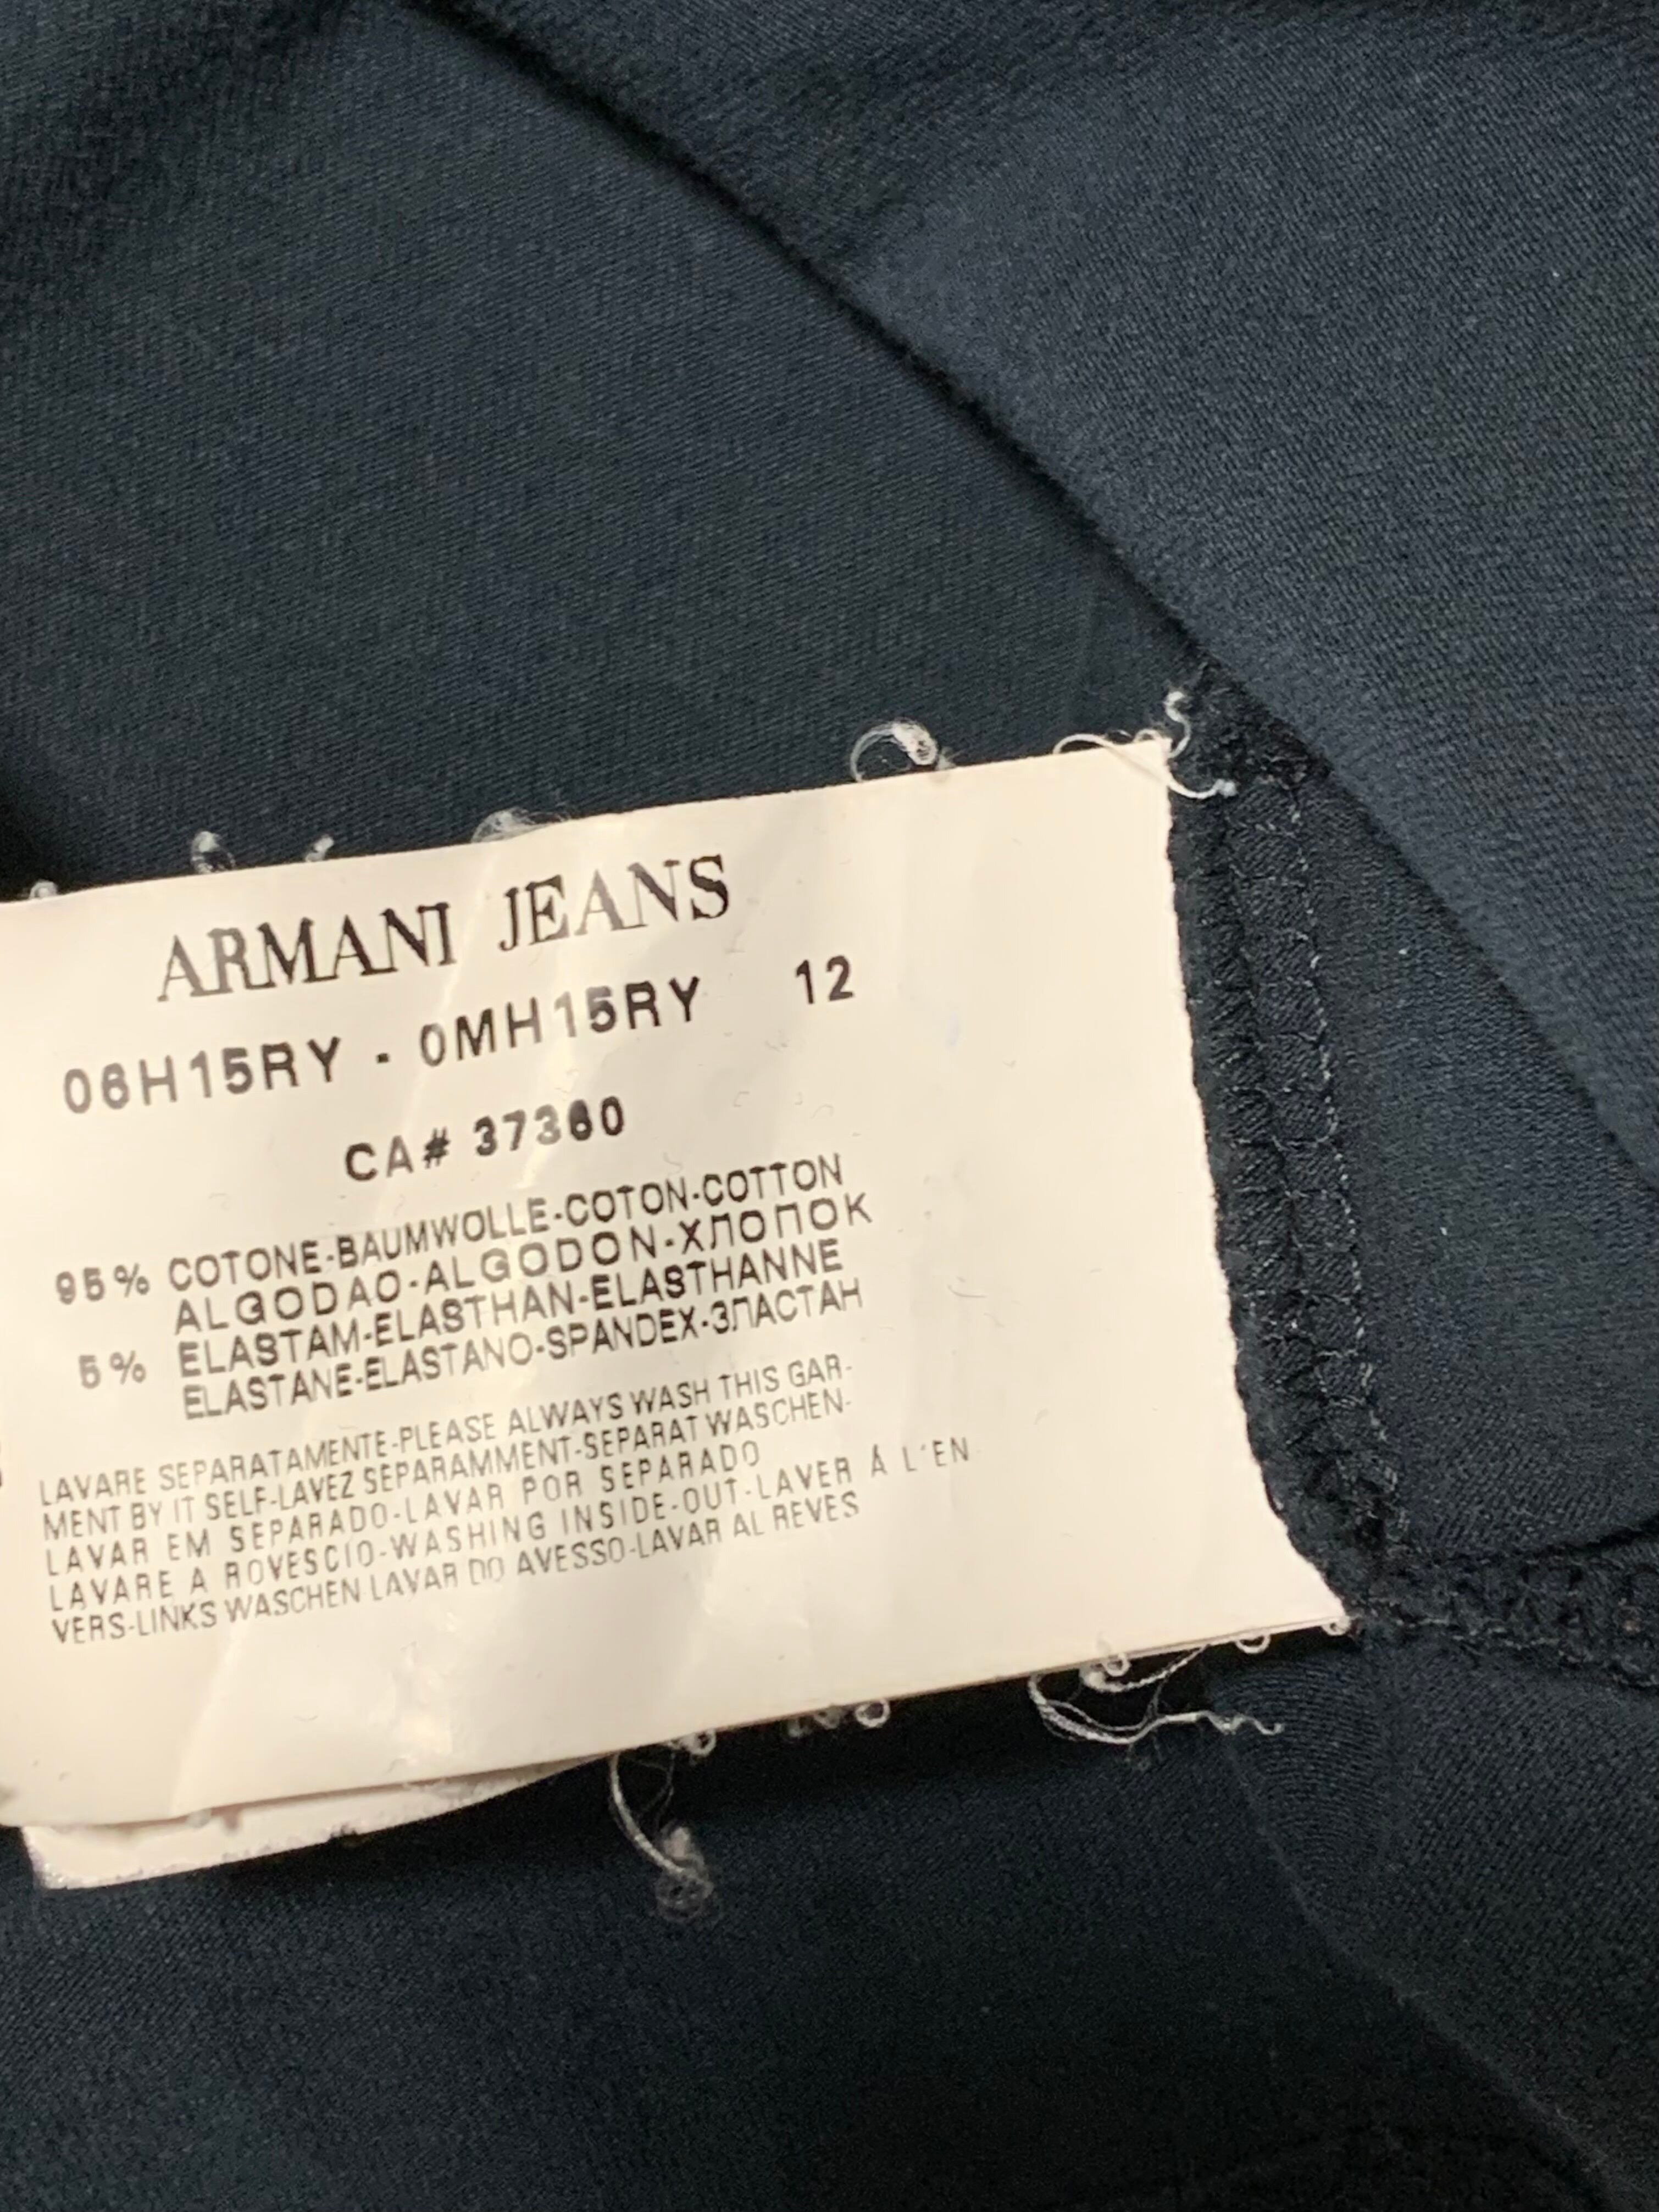 ARMANI JEANS
06H15RY - 0MH15RY 12
CA# 37360
95% COTONE-BAUMWOLLE-COTON-COTTON
ALGODAO-ALGODON-ХЛОПОК
5% ELASTAM-ELASTHAN-ELASTHANNE
ELASTANE-ELASTANO-SPANDEX-ЭЛАСТАН
LAVARE SEPARATAMENTE-PLEASE ALWAYS WASH THIS GAR-
MENT BY IT SELF-LAVEZ SEPARAMMENT-SEPARAT WASCHEN-
LAVAR EM SEPARADO-LAVAR POR SEPARADO
LAVARE A ROVESCIO-WASHING INSIDE-OUT-LAVER Á L'EN
VERS-LINKS WASCHEN LAVAR DO AVESSO-LAVAR AL REVES